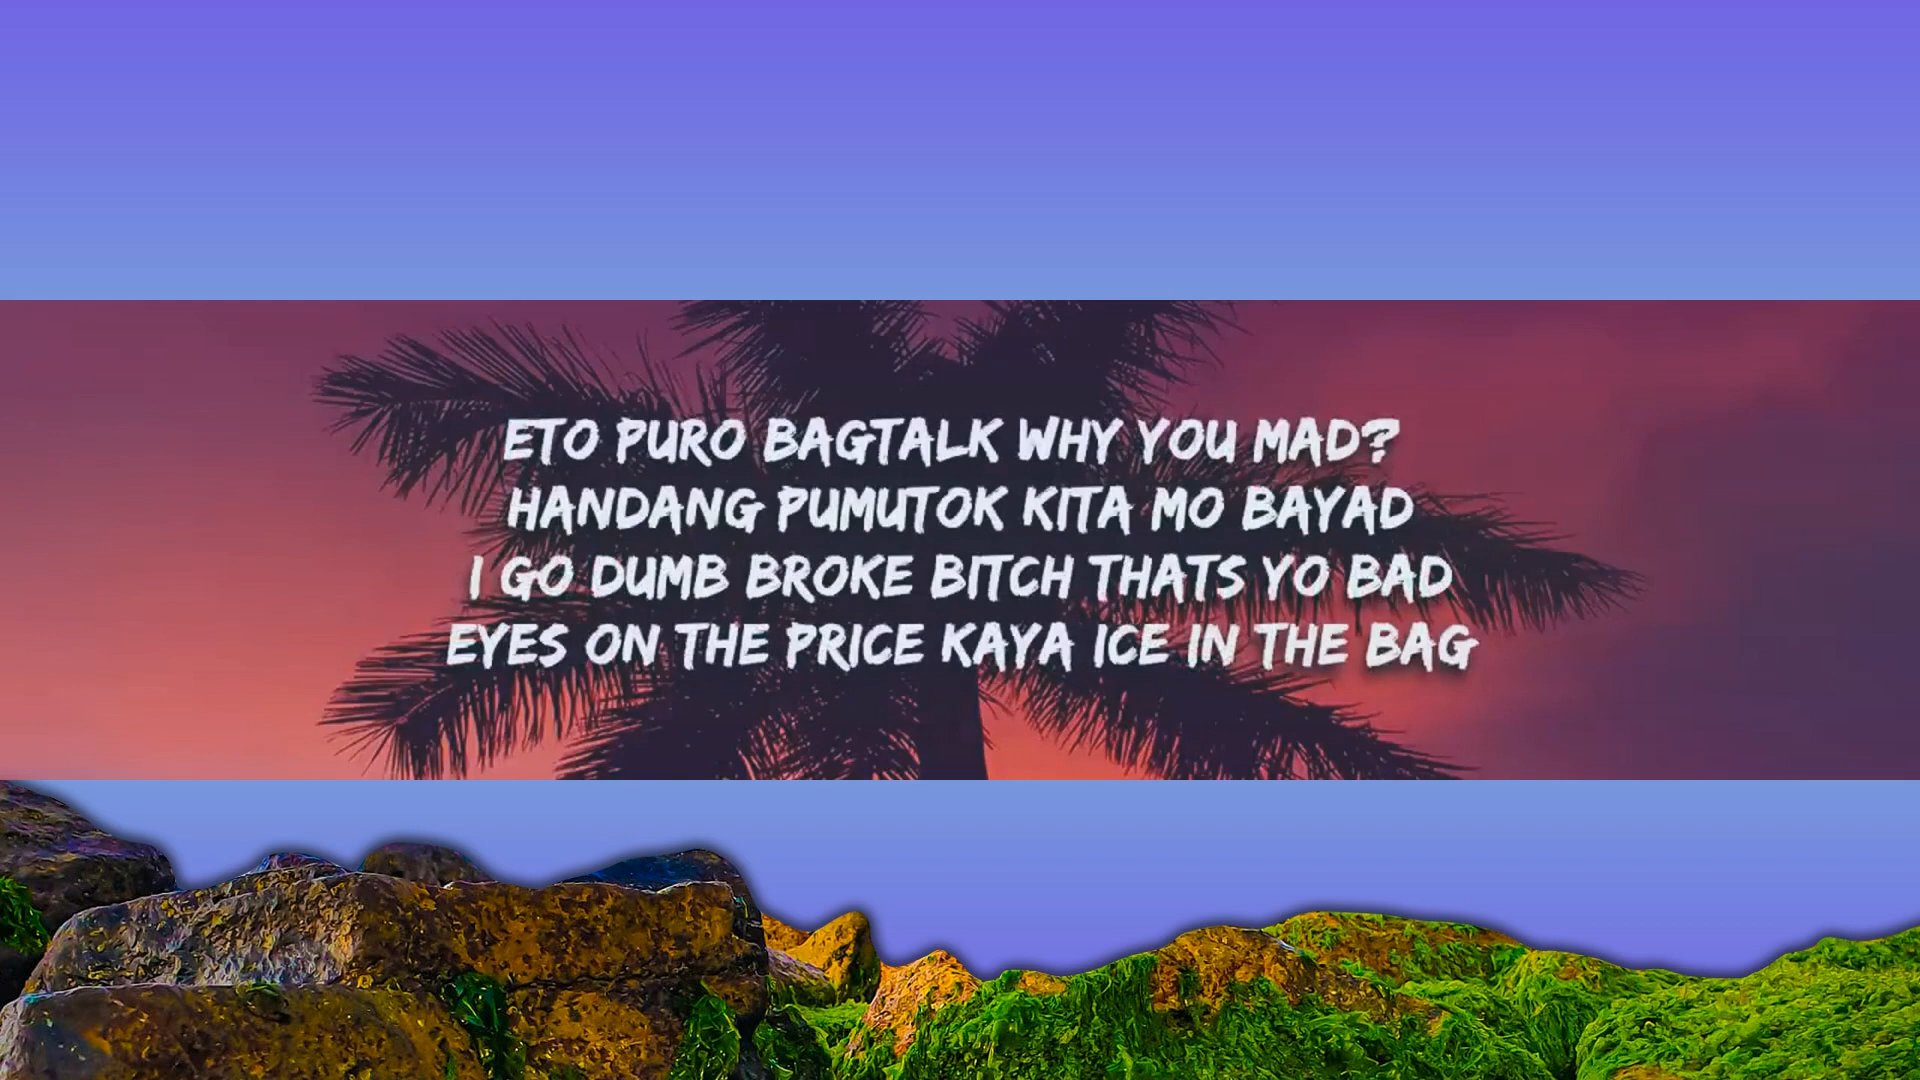 ETO PURO BAGTALK WHY YOU MAD?
HANDANG PUMUTOK KITA MO BAYAD
I GO DUMB BROKE BITCH THATS YO BAD
EYES ON THE PRICE KAYA ICE IN THE BAG